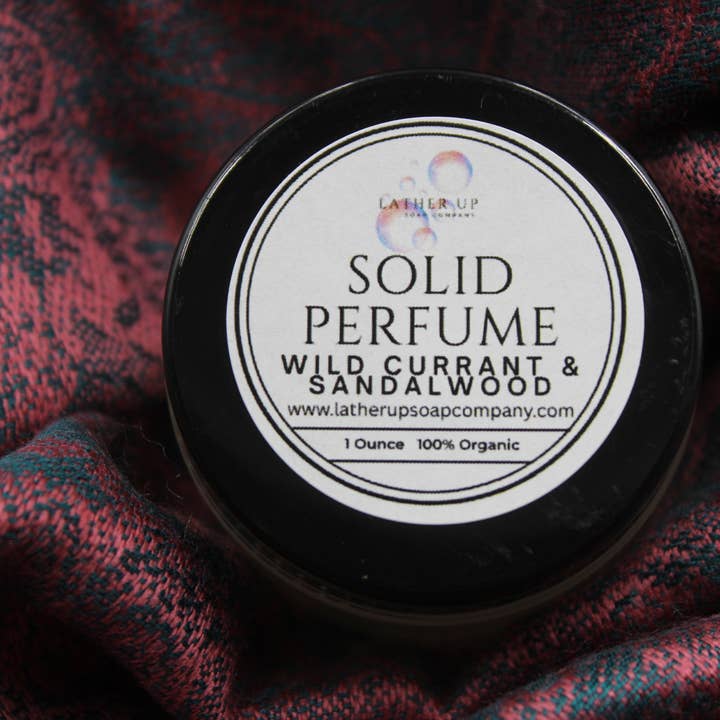 LATHER UP
SOAP COMPANY
SOLID
PERFUME
WILD CURRANT &
SANDALWOOD
www.latherupsoapcompany.com
1 Ounce 100% Organic